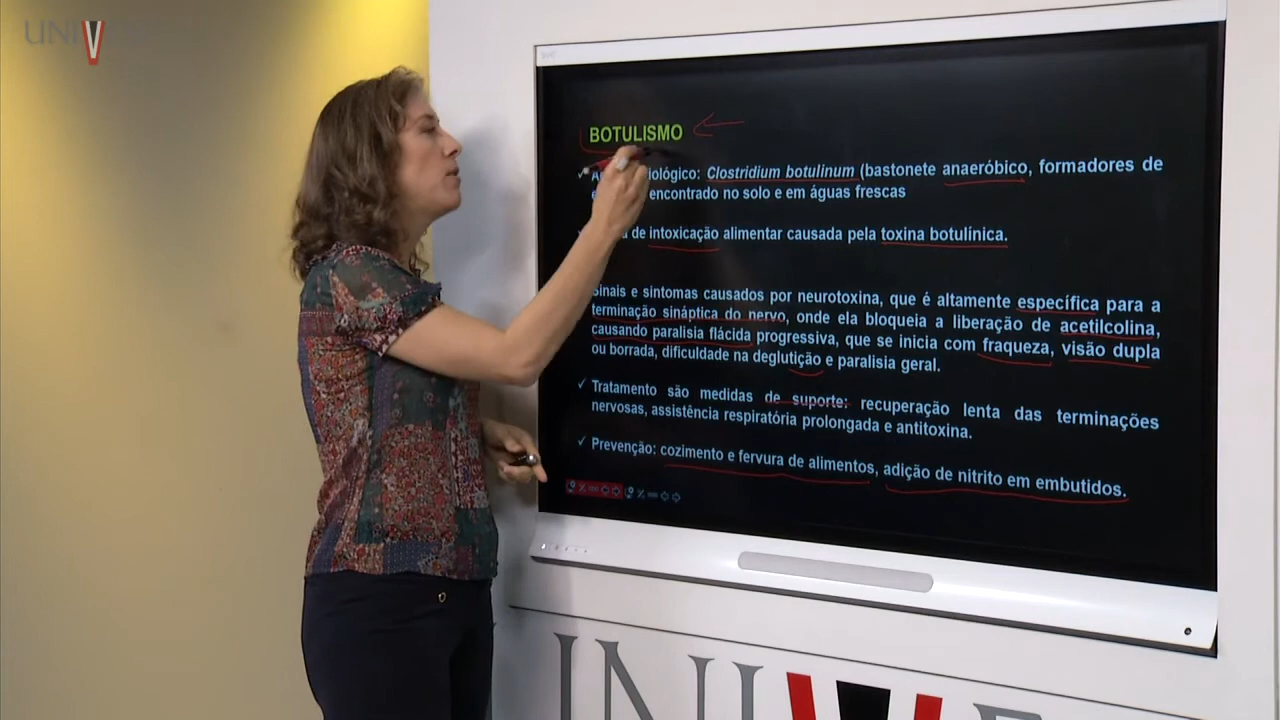 UNIV
BOTULISMO
iológico: Clostridium botulinum (bastonete anaeróbico, formadores de
encontrado no solo e em águas frescas
de intoxicação alimentar causada pela toxina botulínica.
Sinais e sintomas causados por neurotoxina, que é altamente específica para a
terminação sináptica do nervo, onde ela bloqueia a liberação de acetilcolina,
causando paralisia flácida progressiva, que se inicia com fraqueza, visão dupla
ou borrada, dificuldade na deglutição e paralisia geral.
✓ Tratamento são medidas de suporte: recuperação lenta das terminações
nervosas, assistência respiratória prolongada e antitoxina.
✓ Prevenção: cozimento e fervura de alimentos, adição de nitrito em embutidos.
UNIVE